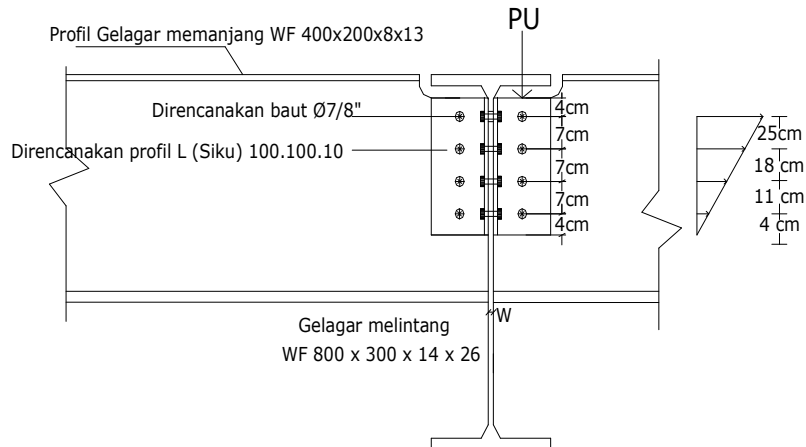 PU
Profil Gelagar memanjang WF 400x200x8x13
Direncanakan baut Ø7/8"
Direncanakan profil L (Siku) 100.100.10
4cm
7cm
7cm
7cm
4cm
25cm
18 cm
11 cm
4 cm
W
Gelagar melintang
WF 800 x 300 x 14 x 26